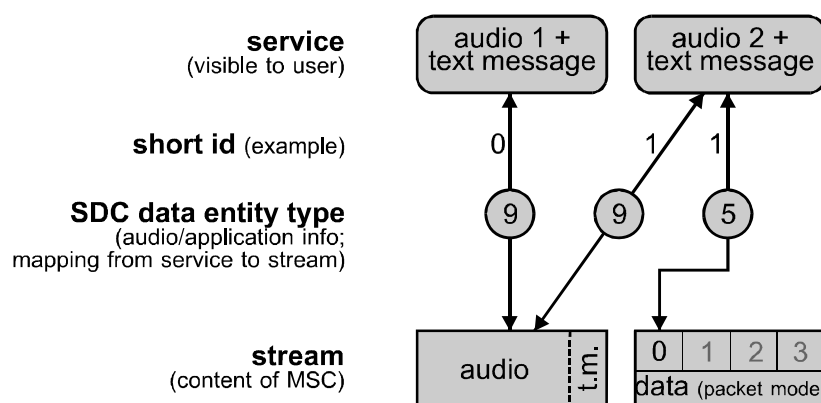 service
(visible to user)
audio 1 +
text message
audio 2 +
text message
short id (example)
0
1
1
SDC data entity type
(audio/application info;
mapping from service to stream)
9
9
5
stream
(content of MSC)
audio
t.m.
0 1 2 3
data (packet mode